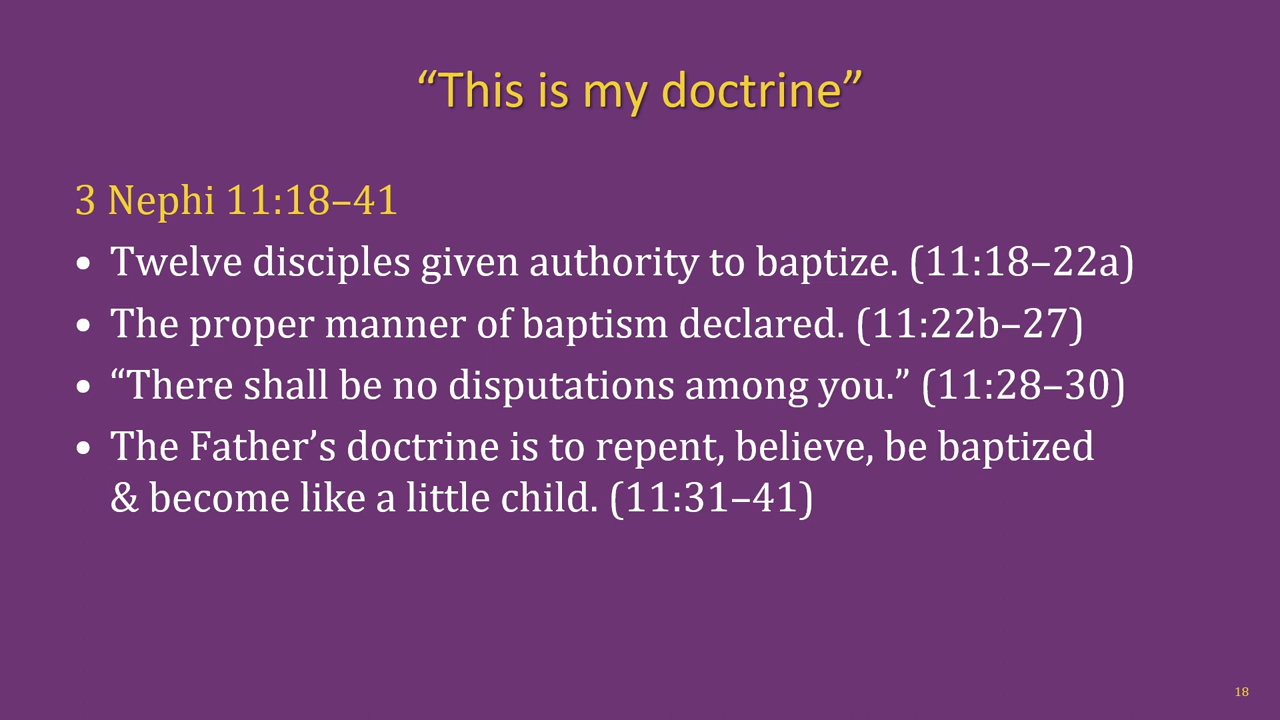 “This is my doctrine”
3 Nephi 11:18–41
• Twelve disciples given authority to baptize. (11:18–22a)
• The proper manner of baptism declared. (11:22b–27)
• “There shall be no disputations among you.” (11:28–30)
• The Father’s doctrine is to repent, believe, be baptized
& become like a little child. (11:31–41)
18